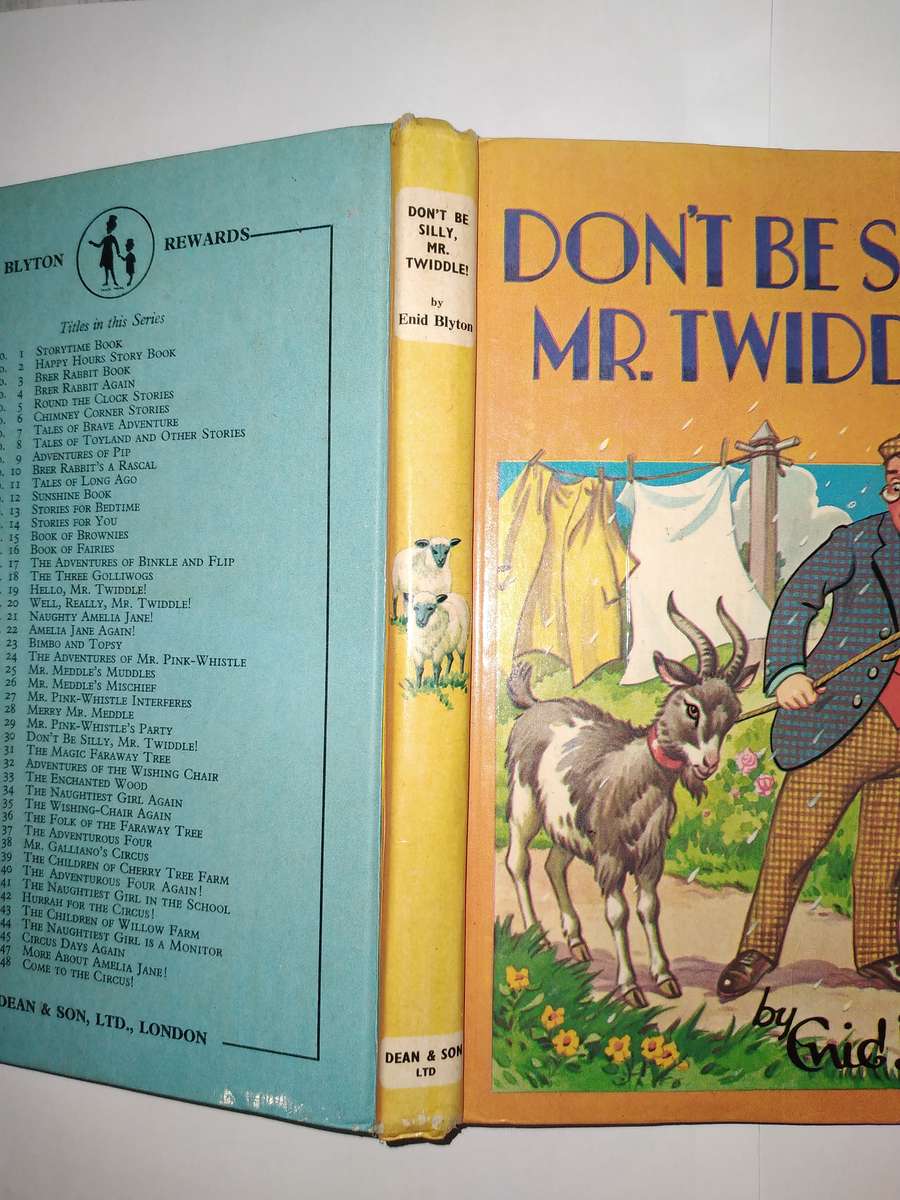 BLYTON REWARDS
Titles in this Series
o. 1 STORYTIME BOOK
o. 2 HAPPY HOURS STORY BOOK
o. 3 BRER RABBIT BOOK
o. 4 BRER RABBIT AGAIN
o. 5 ROUND THE CLOCK STORIES
o. 6 CHIMNEY CORNER STORIES
o. 7 TALES OF BRAVE ADVENTURE
o. 8 TALES OF TOYLAND AND OTHER STORIES
o. 9 ADVENTURES OF PIP
o. 10 BRER RABBIT'S A RASCAL
o. 11 TALES OF LONG AGO
. 12 SUNSHINE BOOK
. 13 STORIES FOR BEDTIME
. 14 STORIES FOR YOU
. 15 BOOK OF BROWNIES
. 16 BOOK OF FAIRIES
. 17 THE ADVENTURES OF BINKLE AND FLIP
. 18 THE THREE GOLLIWOGS
. 19 HELLO, MR. TWIDDLE!
. 20 WELL, REALLY, MR. TWIDDLE!
. 21 NAUGHTY AMELIA JANE!
. 22 AMELIA JANE AGAIN!
23 BIMBO AND TOPSY
24 THE ADVENTURES OF MR. PINK-WHISTLE
25 MR. MEDDLE'S MUDDLES
26 MR. MEDDLE'S MISCHIEF
27 MR. PINK-WHISTLE INTERFERES
28 MERRY MR. MEDDLE
29 MR. PINK-WHISTLE'S PARTY
30 DON'T BE SILLY, MR. TWIDDLE!
31 THE MAGIC FARAWAY TREE
32 ADVENTURES OF THE WISHING CHAIR
33 THE ENCHANTED WOOD
34 THE NAUGHTIEST GIRL AGAIN
35 THE WISHING-CHAIR AGAIN
36 THE FOLK OF THE FARAWAY TREE
37 THE ADVENTUROUS FOUR
38 MR. GALLIANO'S CIRCUS
39 THE CHILDREN OF CHERRY TREE FARM
40 THE ADVENTUROUS FOUR AGAIN!
41 THE NAUGHTIEST GIRL IN THE SCHOOL
42 HURRAH FOR THE CIRCUS!
43 THE CHILDREN OF WILLOW FARM
44 THE NAUGHTIEST GIRL IS A MONITOR
45 CIRCUS DAYS AGAIN
47 MORE ABOUT AMELIA JANE!
48 COME TO THE CIRCUS!
DEAN & SON, LTD., LONDON
DON'T BE
SILLY,
MR.
TWIDDLE!
by
Enid Blyton
DEAN & SON
LTD
DON'T BE S
MR. TWIDD
by
Enid